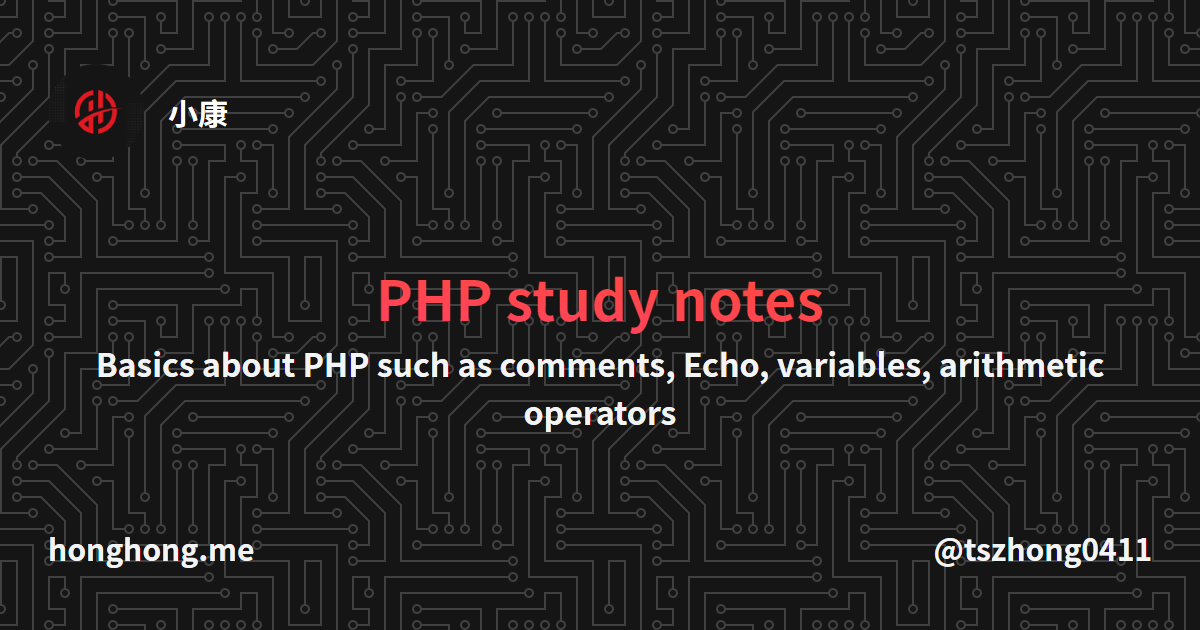 小康
PHP study notes
Basics about PHP such as comments, Echo, variables, arithmetic
operators
honghong.me
@tszhong0411